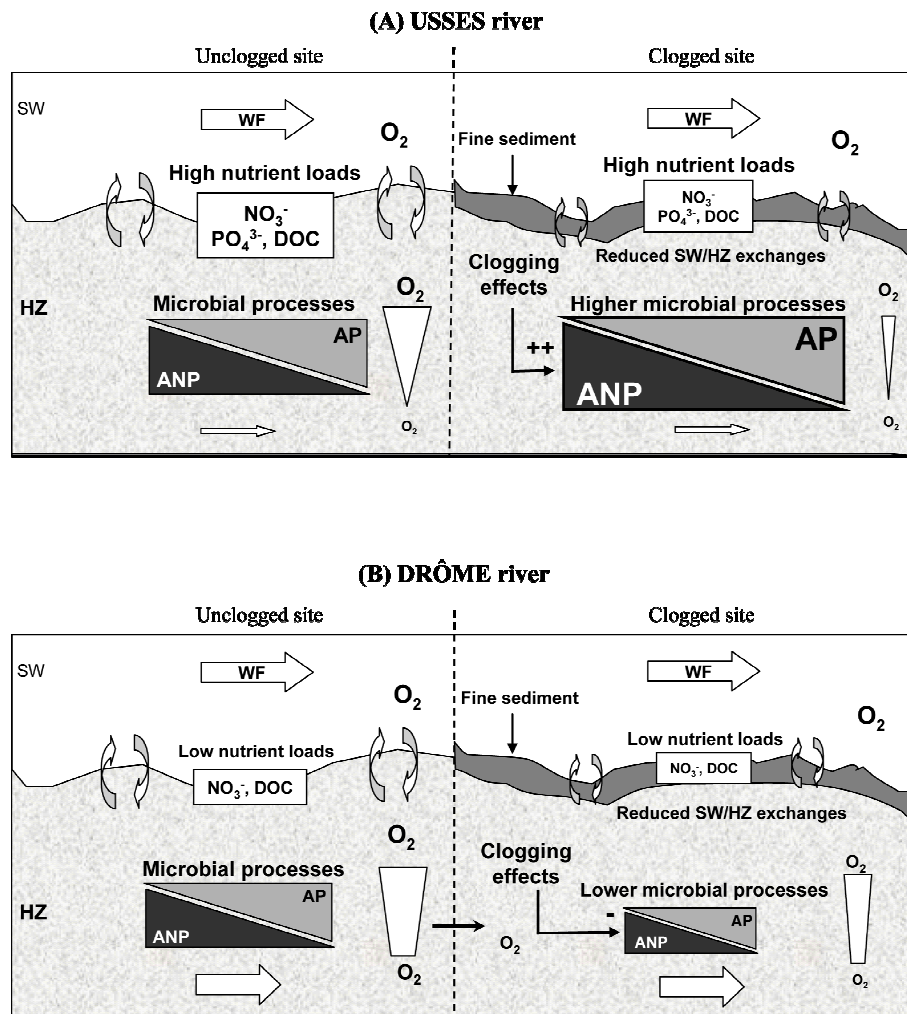 (A) USSES river
Unclogged site
Clogged site
SW
WF
WF
O₂
O₂
Fine sediment
High nutrient loads
High nutrient loads
NO₃⁻
PO₄³⁻, DOC
NO₃⁻
PO₄³⁻, DOC
Reduced SW/HZ exchanges
Clogging
effects
HZ
Microbial processes
O₂
Higher microbial processes
O₂
AP
ANP
O₂
++
AP
ANP
O₂
(B) DRÔME river
Unclogged site
Clogged site
SW
WF
WF
O₂
Fine sediment
O₂
Low nutrient loads
NO₃⁻, DOC
Low nutrient loads
NO₃⁻, DOC
Reduced SW/HZ exchanges
O₂
Clogging
effects
Microbial processes
Lower microbial processes
O₂
HZ
AP
ANP
O₂
O₂
-
AP
ANP
O₂